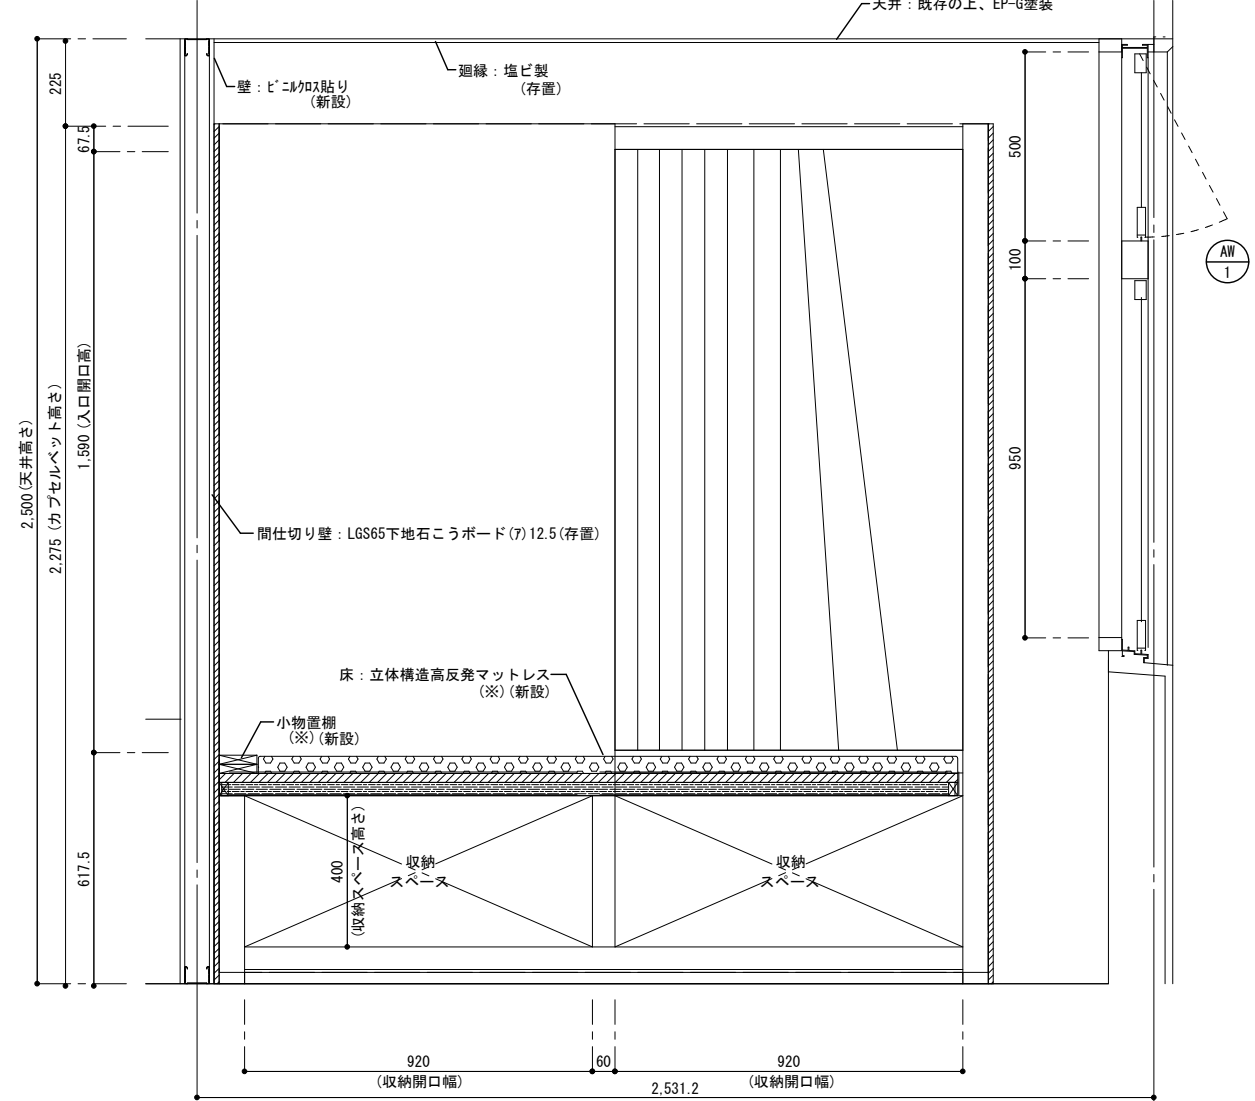 天井：既存の上、EP-G塗装
廻縁：塩ビ製
(存置)
壁：ﾋﾞﾆﾙｸﾛｽ貼り
(新設)
225
67.5
500
100
AW
1
950
2,500(天井高さ)
2,275(カプセルベット高さ)
1,590(入口開口高)
間仕切り壁：LGS65下地石こうボード(ｱ)12.5(存置)
床：立体構造高反発マットレス
(※)(新設)
小物置棚
(※)(新設)
617.5
400
(収納スペース高さ)
収納
スペース
収納
スペース
920
(収納開口幅)
60
920
(収納開口幅)
2,531.2